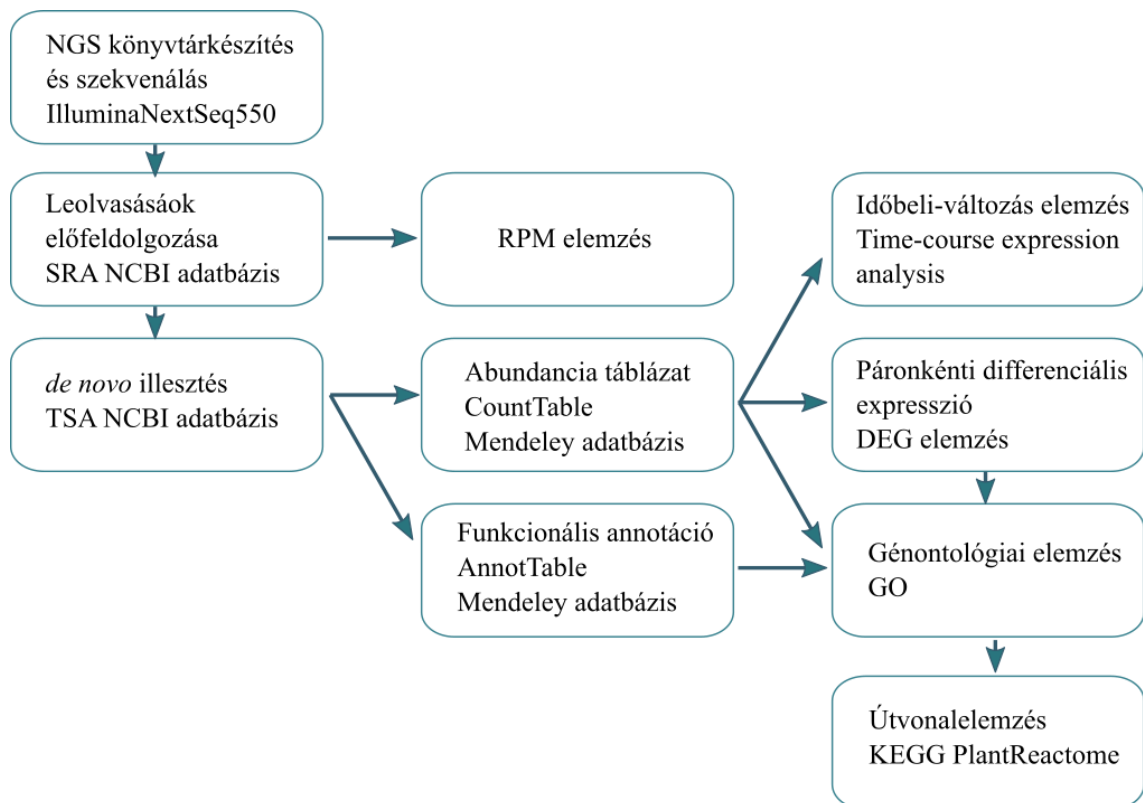 NGS könyvtárkészítés
és szekvenálás
IlluminaNextSeq550
Leolvasásáok
előfeldolgozása
SRA NCBI adatbázis
RPM elemzés
Időbeli-változás elemzés
Time-course expression
analysis
de novo illesztés
TSA NCBI adatbázis
Abundancia táblázat
CountTable
Mendeley adatbázis
Páronkénti differenciális
expresszió
DEG elemzés
Funkcionális annotáció
AnnotTable
Mendeley adatbázis
Génontológiai elemzés
GO
Útvonalelemzés
KEGG PlantReactome